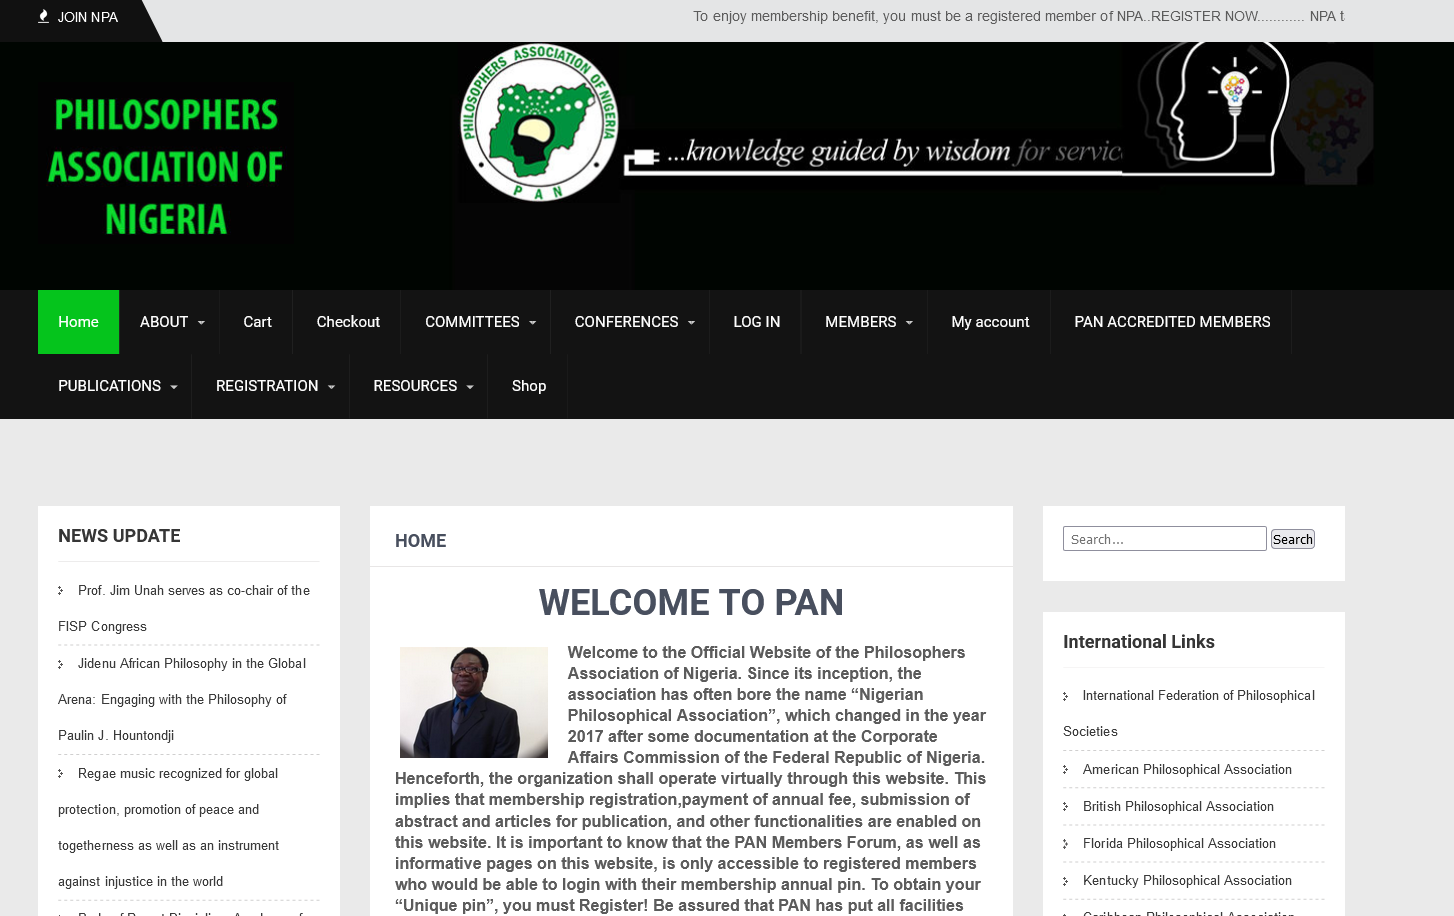 JOIN NPA
To enjoy membership benefit, you must be a registered member of NPA..REGISTER NOW............ NPA t
PHILOSOPHERS
ASSOCIATION OF
NIGERIA
PHILOSOPHERS ASSOCIATION OF NIGERIA
P A N
...knowledge guided by wisdom for servic
Home
ABOUT
Cart
Checkout
COMMITTEES
CONFERENCES
LOG IN
MEMBERS
My account
PAN ACCREDITED MEMBERS
PUBLICATIONS
REGISTRATION
RESOURCES
Shop
NEWS UPDATE
Prof. Jim Unah serves as co-chair of the
FISP Congress
Jidenu African Philosophy in the Global
Arena: Engaging with the Philosophy of
Paulin J. Hountondji
Regae music recognized for global
protection, promotion of peace and
togetherness as well as an instrument
against injustice in the world
HOME
WELCOME TO PAN
Welcome to the Official Website of the Philosophers
Association of Nigeria. Since its inception, the
association has often bore the name “Nigerian
Philosophical Association”, which changed in the year
2017 after some documentation at the Corporate
Affairs Commission of the Federal Republic of Nigeria.
Henceforth, the organization shall operate virtually through this website. This
implies that membership registration,payment of annual fee, submission of
abstract and articles for publication, and other functionalities are enabled on
this website. It is important to know that the PAN Members Forum, as well as
informative pages on this website, is only accessible to registered members
who would be able to login with their membership annual pin. To obtain your
“Unique pin”, you must Register! Be assured that PAN has put all facilities
Search...
Search
International Links
International Federation of Philosophical
Societies
American Philosophical Association
British Philosophical Association
Florida Philosophical Association
Kentucky Philosophical Association
Caribbean Philosophical Association